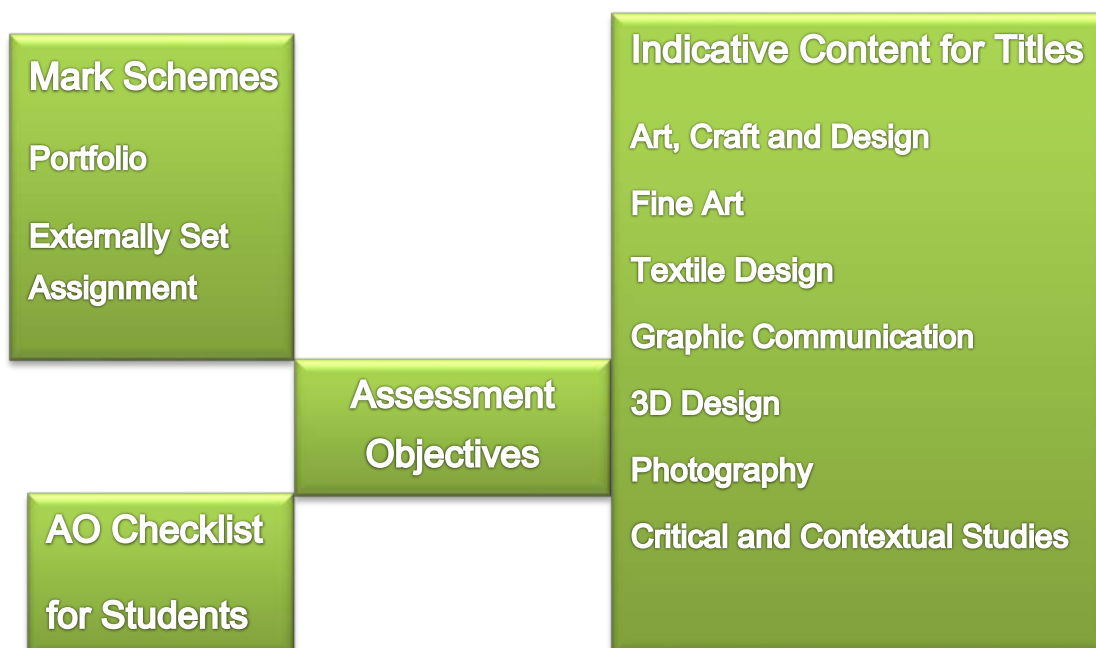 Mark Schemes
Portfolio
Externally Set
Assignment
Assessment
Objectives
AO Checklist
for Students
Indicative Content for Titles
Art, Craft and Design
Fine Art
Textile Design
Graphic Communication
3D Design
Photography
Critical and Contextual Studies